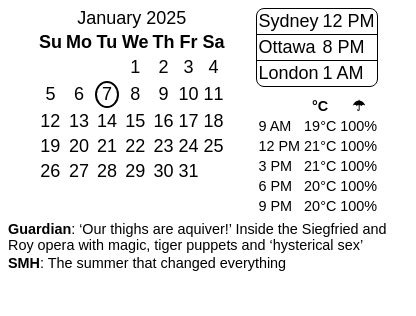 January 2025
Su Mo Tu We Th Fr Sa
1 2 3 4
5 6 7 8 9 10 11
12 13 14 15 16 17 18
19 20 21 22 23 24 25
26 27 28 29 30 31
Sydney 12 PM
Ottawa 8 PM
London 1 AM
°C ☂
9 AM 19°C 100%
12 PM 21°C 100%
3 PM 21°C 100%
6 PM 20°C 100%
9 PM 20°C 100%
Guardian: ‘Our thighs are aquiver!’ Inside the Siegfried and
Roy opera with magic, tiger puppets and ‘hysterical sex’
SMH: The summer that changed everything